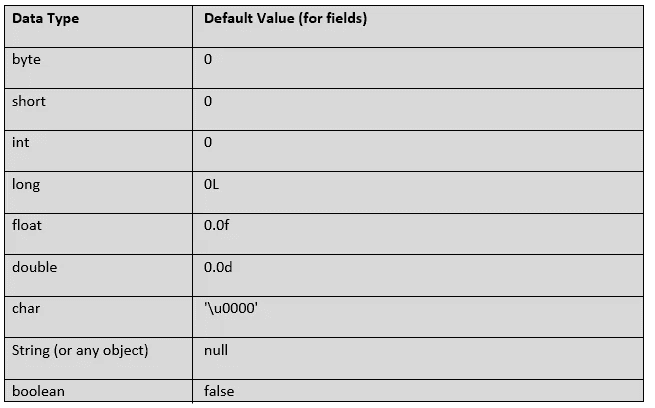 Data Type Default Value (for fields)
byte 0
short 0
int 0
long 0L
float 0.0f
double 0.0d
char '\u0000'
String (or any object) null
boolean false